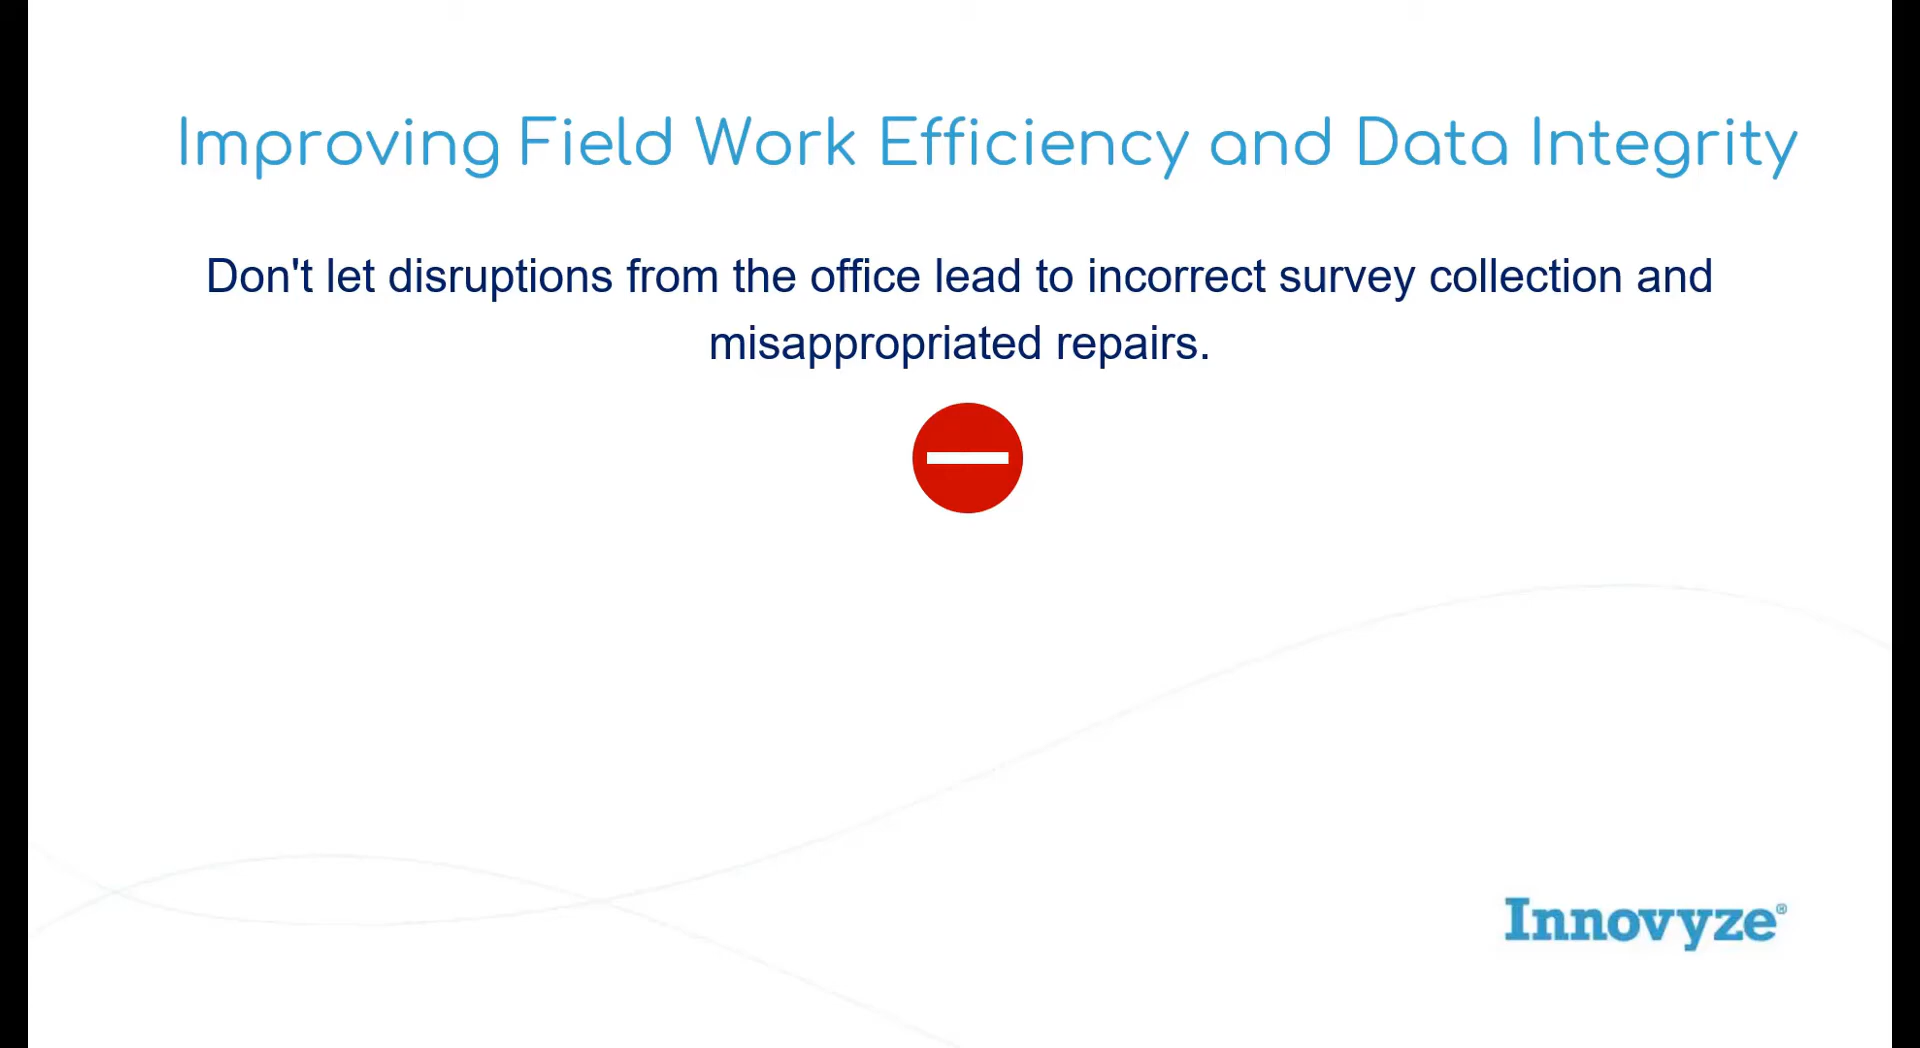 Improving Field Work Efficiency and Data Integrity
Don't let disruptions from the office lead to incorrect survey collection and
misappropriated repairs.
Innovyze®